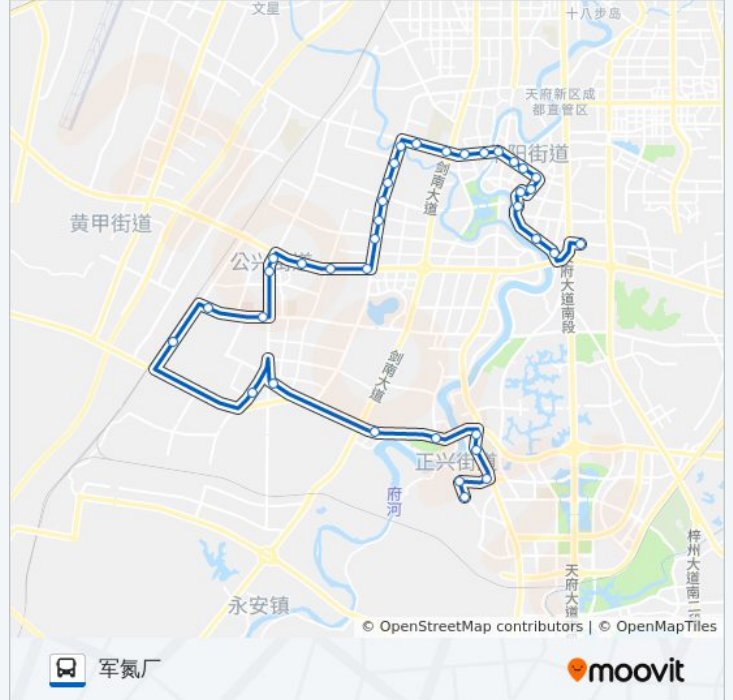 文星
十八步岛
天府新区成
都直管区
阳街道
剑南大道
黄甲街道
公兴街道
府大道南段
剑南大道
正兴街道
府河
梓州大道南二段
天府大道
永安镇
© OpenStreetMap contributors | © OpenMapTiles
军氮厂
moovit